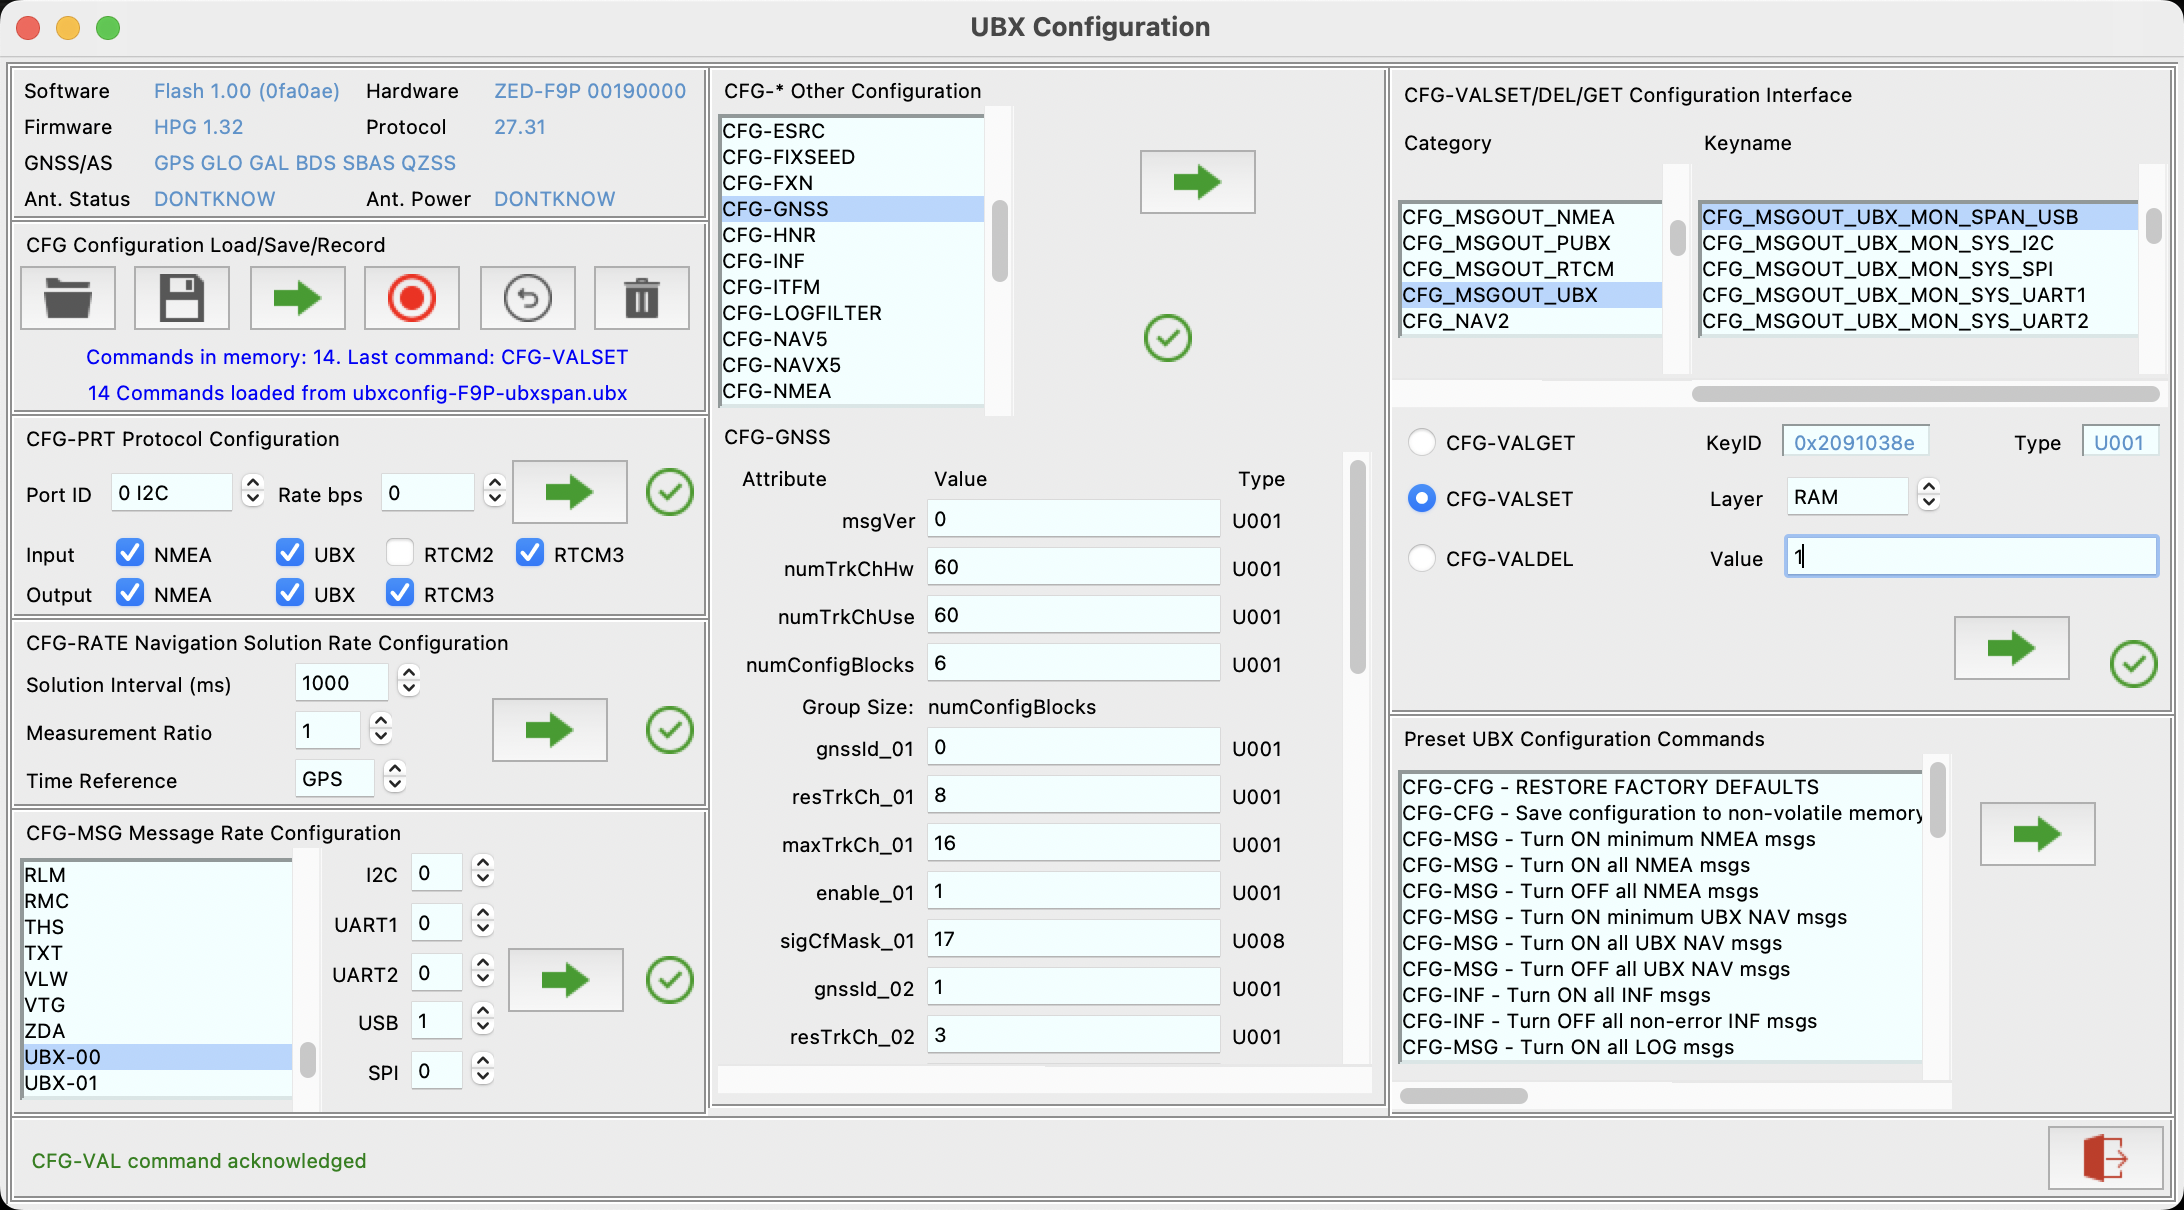 UBX Configuration
Software Flash 1.00 (0fa0ae) Hardware ZED-F9P 00190000
Firmware HPG 1.32 Protocol 27.31
GNSS/AS GPS GLO GAL BDS SBAS QZSS
Ant. Status DONTKNOW Ant. Power DONTKNOW
CFG Configuration Load/Save/Record
Commands in memory: 14. Last command: CFG-VALSET
14 Commands loaded from ubxconfig-F9P-ubxspan.ubx
CFG-PRT Protocol Configuration
Port ID 0 I2C Rate bps 0
Input NMEA UBX RTCM2 RTCM3
Output NMEA UBX RTCM3
CFG-RATE Navigation Solution Rate Configuration
Solution Interval (ms) 1000
Measurement Ratio 1
Time Reference GPS
CFG-MSG Message Rate Configuration
RLM
RMC
THS
TXT
VLW
VTG
ZDA
UBX-00
UBX-01
I2C 0
UART1 0
UART2 0
USB 1
SPI 0
CFG-* Other Configuration
CFG-ESRC
CFG-FIXSEED
CFG-FXN
CFG-GNSS
CFG-HNR
CFG-INF
CFG-ITFM
CFG-LOGFILTER
CFG-NAV5
CFG-NAVX5
CFG-NMEA
CFG-GNSS
Attribute Value Type
msgVer 0 U001
numTrkChHw 60 U001
numTrkChUse 60 U001
numConfigBlocks 6 U001
Group Size: numConfigBlocks
gnssId_01 0 U001
resTrkCh_01 8 U001
maxTrkCh_01 16 U001
enable_01 1 U001
sigCfMask_01 17 U008
gnssId_02 1 U001
resTrkCh_02 3 U001
CFG-VALSET/DEL/GET Configuration Interface
Category Keyname
CFG_MSGOUT_NMEA
CFG_MSGOUT_PUBX
CFG_MSGOUT_RTCM
CFG_MSGOUT_UBX
CFG_NAV2
CFG_MSGOUT_UBX_MON_SPAN_USB
CFG_MSGOUT_UBX_MON_SYS_I2C
CFG_MSGOUT_UBX_MON_SYS_SPI
CFG_MSGOUT_UBX_MON_SYS_UART1
CFG_MSGOUT_UBX_MON_SYS_UART2
CFG-VALGET KeyID 0x2091038e Type U001
CFG-VALSET Layer RAM
CFG-VALDEL Value 1
Preset UBX Configuration Commands
CFG-CFG - RESTORE FACTORY DEFAULTS
CFG-CFG - Save configuration to non-volatile memory
CFG-MSG - Turn ON minimum NMEA msgs
CFG-MSG - Turn ON all NMEA msgs
CFG-MSG - Turn OFF all NMEA msgs
CFG-MSG - Turn ON minimum UBX NAV msgs
CFG-MSG - Turn ON all UBX NAV msgs
CFG-MSG - Turn OFF all UBX NAV msgs
CFG-INF - Turn ON all INF msgs
CFG-INF - Turn OFF all non-error INF msgs
CFG-MSG - Turn ON all LOG msgs
CFG-VAL command acknowledged